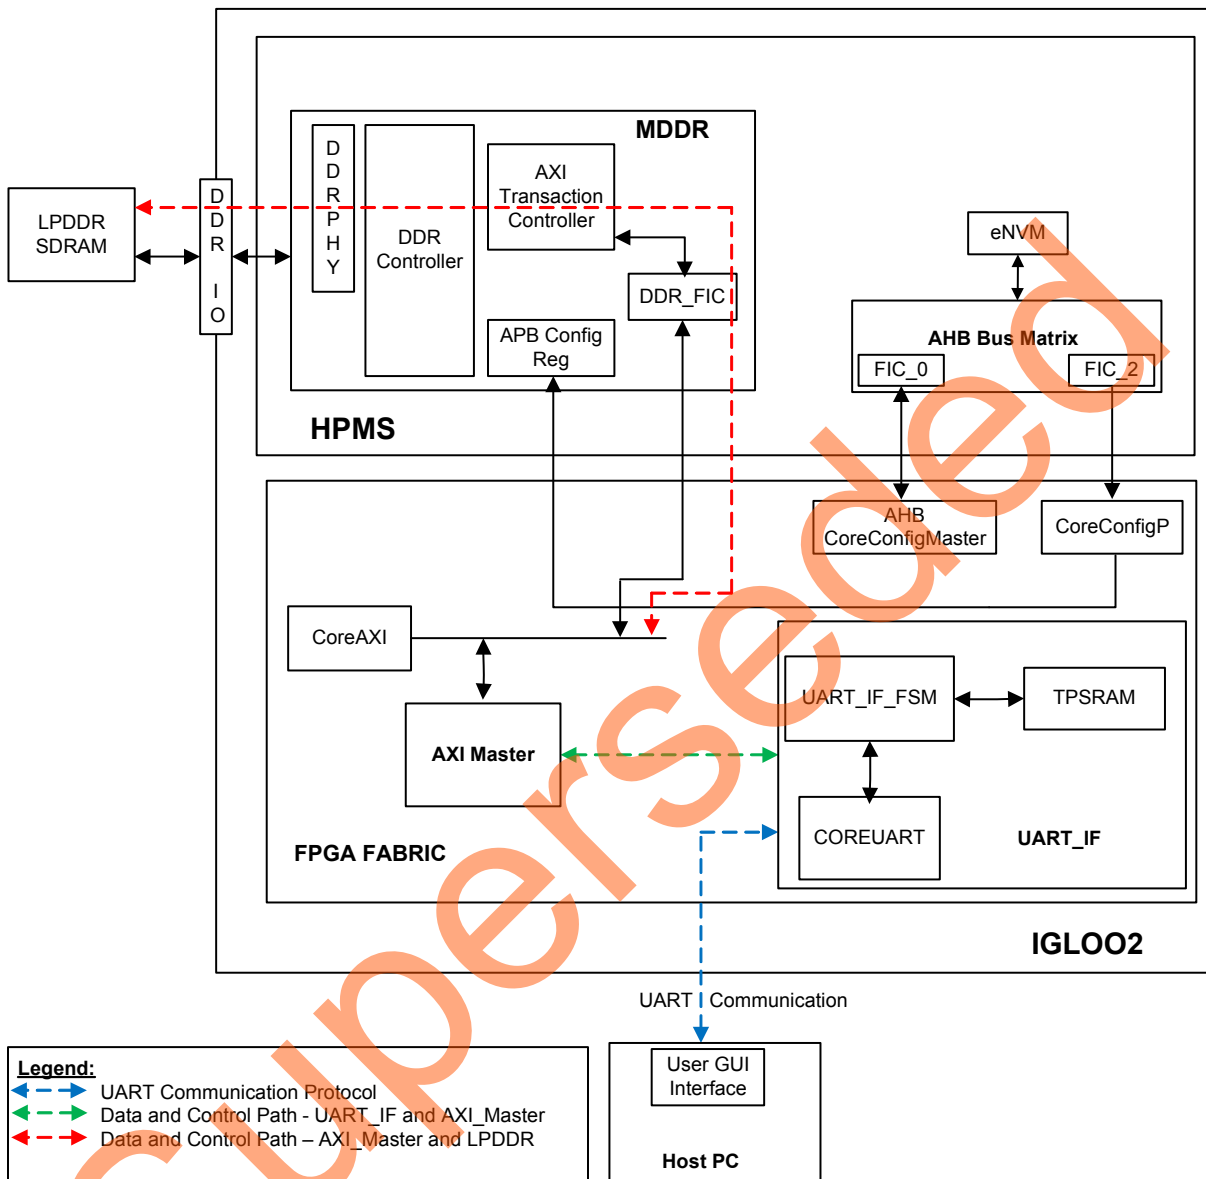 MDDR
D
D
R
P
H
Y
DDR
Controller
AXI
Transaction
Controller
DDR_FIC
APB Config
Reg
HPMS
LPDDR
SDRAM
D
D
R
IO
eNVM
AHB Bus Matrix
FIC_0
FIC_2
AHB
CoreConfigMaster
CoreConfigP
CoreAXI
AXI Master
UART_IF_FSM
TPSRAM
COREUART
UART_IF
FPGA FABRIC
IGLOO2
UART Communication
User GUI
Interface
Host PC
Legend:
UART Communication Protocol
Data and Control Path - UART_IF and AXI_Master
Data and Control Path – AXI_Master and LPDDR
Superseded